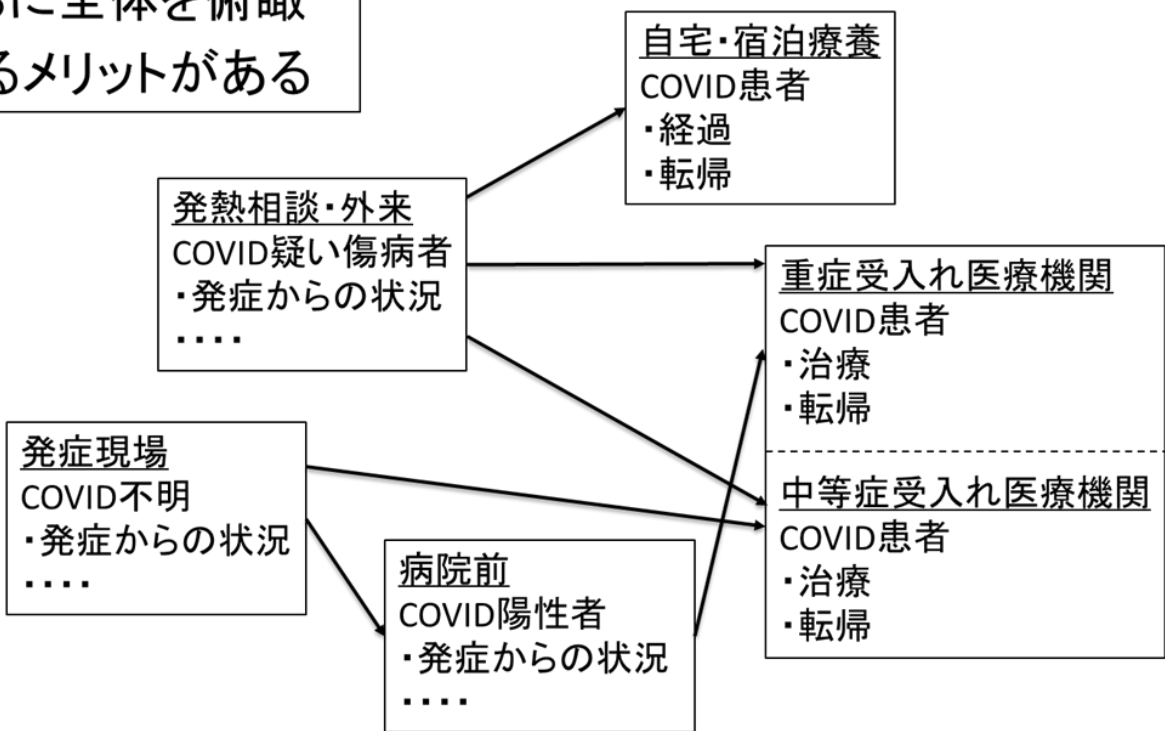 に全体を俯瞰
るメリットがある
自宅・宿泊療養
COVID患者
・経過
・転帰
発熱相談・外来
COVID疑い傷病者
・発症からの状況
・・・・
重症受入れ医療機関
COVID患者
・治療
・転帰
発症現場
COVID不明
・発症からの状況
・・・・
中等症受入れ医療機関
COVID患者
・治療
・転帰
病院前
COVID陽性者
・発症からの状況
・・・・